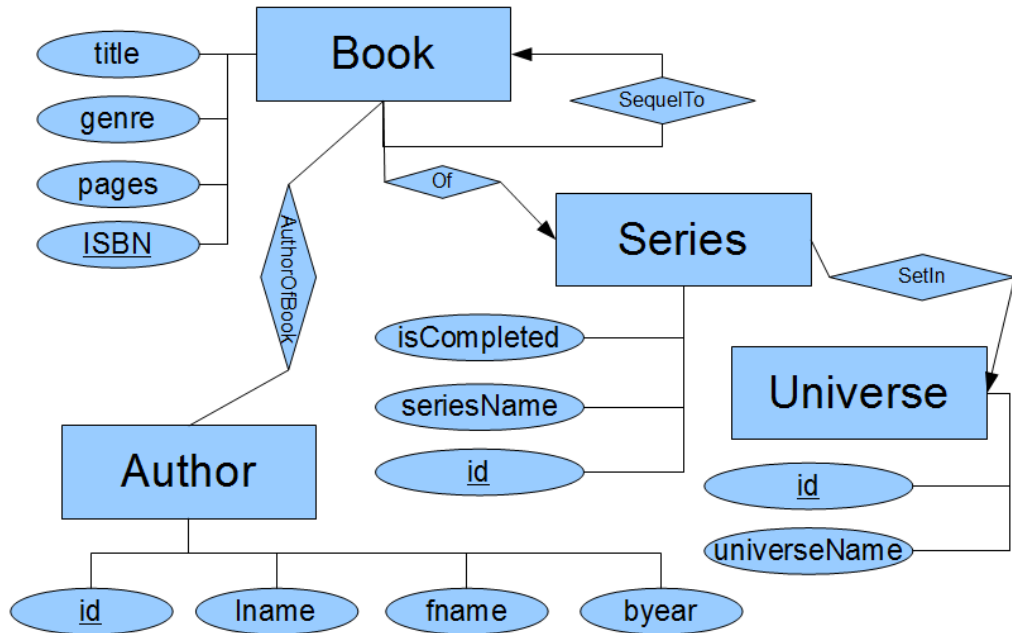 Book
title
genre
pages
ISBN
SequelTo
Of
AuthorOfBook
Series
SetIn
isCompleted
seriesName
id
Universe
id
universeName
Author
id
lname
fname
byear